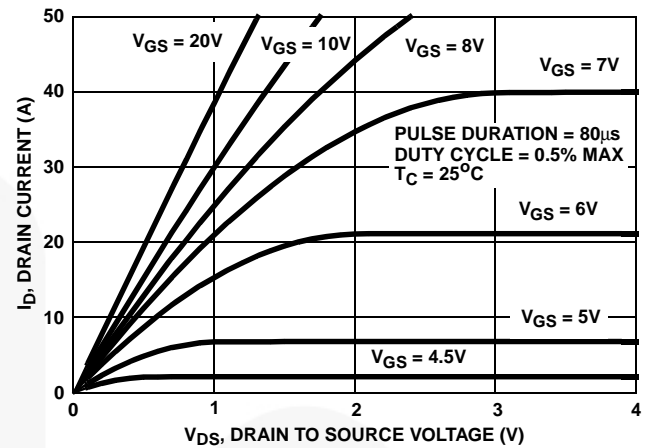 50
40
30
20
10
0
I_D, DRAIN CURRENT (A)
V_GS = 20V
V_GS = 10V
V_GS = 8V
V_GS = 7V
PULSE DURATION = 80μs
DUTY CYCLE = 0.5% MAX
T_C = 25°C
V_GS = 6V
V_GS = 5V
V_GS = 4.5V
0 1 2 3 4
V_DS, DRAIN TO SOURCE VOLTAGE (V)